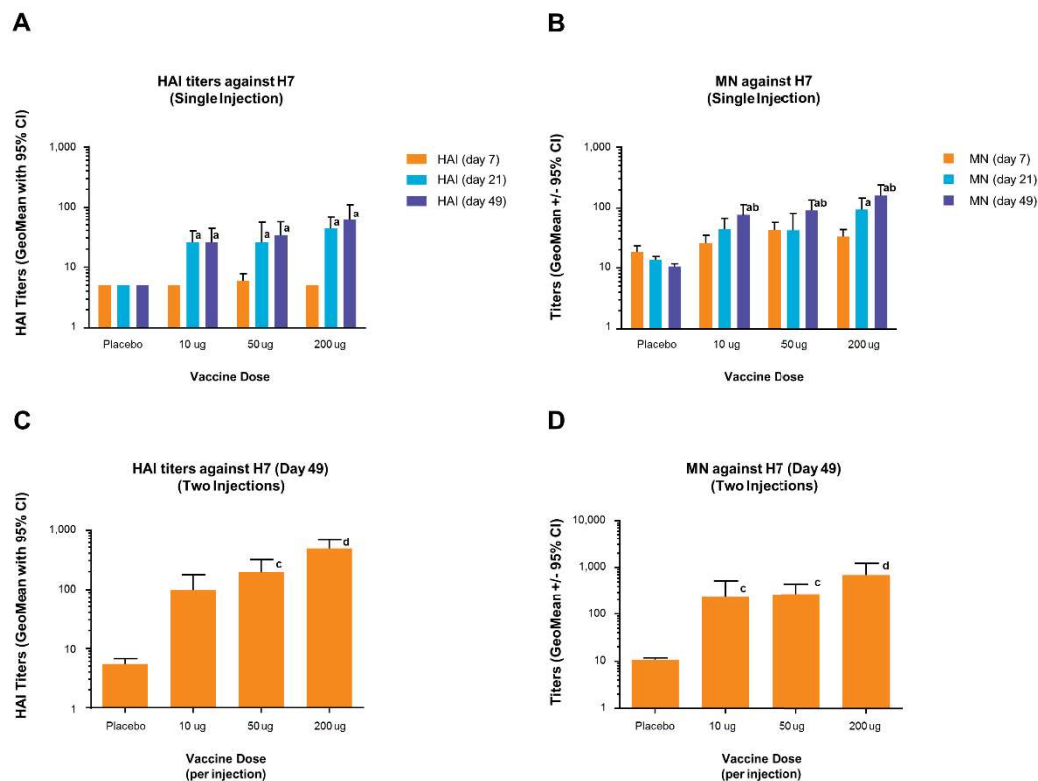 A
HAI titers against H7
(Single Injection)
HAI Titers (GeoMean with 95% CI)
1,000
100
10
1
a
a
a
a
a
a
Placebo
10 ug
50 ug
200 ug
Vaccine Dose
HAI (day 7)
HAI (day 21)
HAI (day 49)
B
MN against H7
(Single Injection)
Titers (GeoMean +/- 95% CI)
1,000
100
10
1
ab
ab
a
ab
Placebo
10 ug
50 ug
200 ug
Vaccine Dose
MN (day 7)
MN (day 21)
MN (day 49)
C
HAI titers against H7 (Day 49)
(Two Injections)
HAI Titers (GeoMean with 95% CI)
1,000
100
10
1
c
d
Placebo
10 ug
50 ug
200 ug
Vaccine Dose
(per injection)
D
MN against H7 (Day 49)
(Two Injections)
Titers (GeoMean +/- 95% CI)
10,000
1,000
100
10
1
c
c
d
Placebo
10 ug
50 ug
200 ug
Vaccine Dose
(per injection)